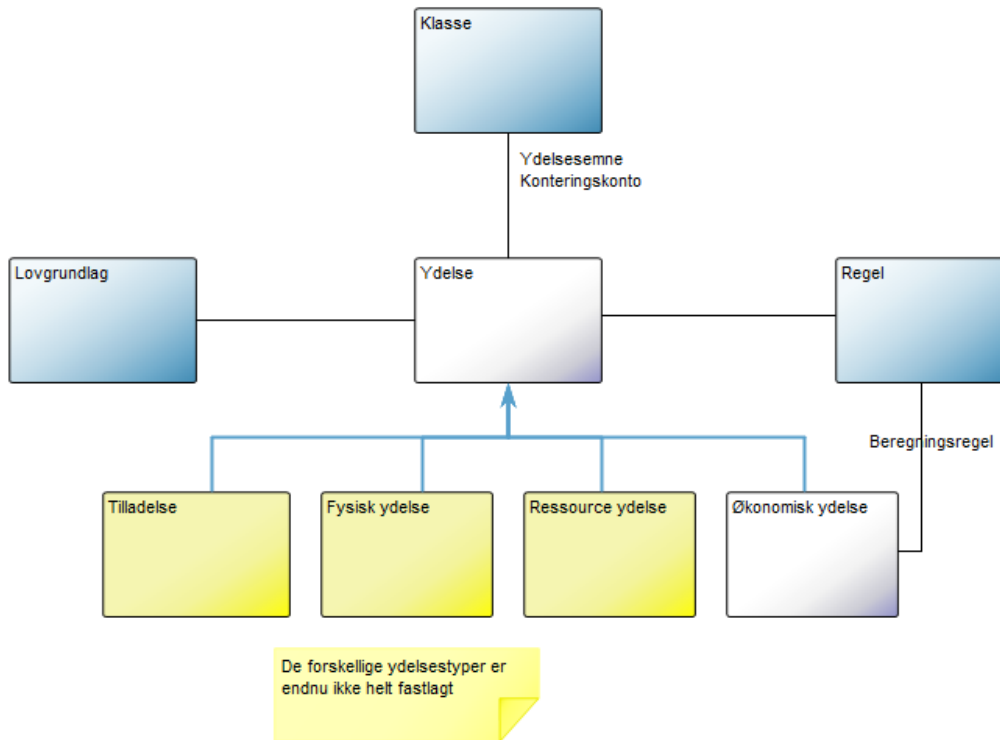 Klasse
Ydelsesemne
Konteringskonto
Lovgrundlag
Ydelse
Regel
Beregningsregel
Tilladelse
Fysisk ydelse
Ressource ydelse
Økonomisk ydelse
De forskellige ydelsestyper er
endnu ikke helt fastlagt